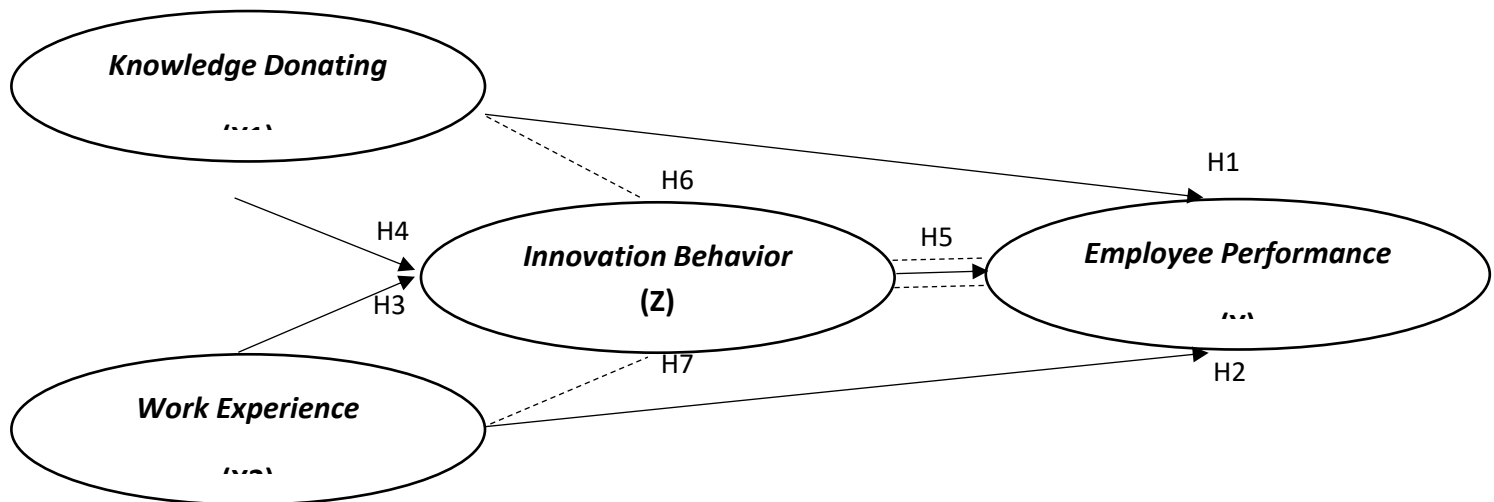 Knowledge Donating
H1
H6
H4
H5
Innovation Behavior
(Z)
Employee Performance
H3
H7
H2
Work Experience